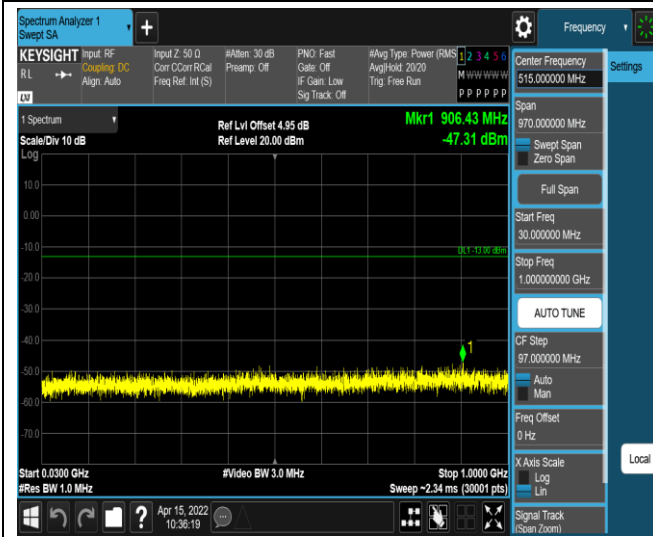 Spectrum Analyzer 1
Swept SA
Frequency
KEYSIGHT
RL
LXI
Input: RF
Coupling: DC
Align: Auto
Input Z: 50 Ω
Corr CCorr RCal
Freq Ref: Int (S)
#Atten: 30 dB
Preamp: Off
PNO: Fast
Gate: Off
IF Gain: Low
Sig Track: Off
#Avg Type: Power (RMS
Avg|Hold: 20/20
Trig: Free Run
1 2 3 4 5 6
M W W W W W
P P P P P P
1 Spectrum
Scale/Div 10 dB
Log
Ref Lvl Offset 4.95 dB
Ref Level 20.00 dBm
Mkr1 906.43 MHz
-47.31 dBm
10.0
0.00
-10.0
DL1 -13.00 dBm
-20.0
-30.0
-40.0
1
-50.0
-60.0
-70.0
Start 0.0300 GHz
#Res BW 1.0 MHz
#Video BW 3.0 MHz
Stop 1.0000 GHz
Sweep ~2.34 ms (30001 pts)
?
Apr 15, 2022
10:36:19
Center Frequency
515.000000 MHz
Span
970.000000 MHz
Swept Span
Zero Span
Full Span
Start Freq
30.000000 MHz
Stop Freq
1.000000000 GHz
AUTO TUNE
CF Step
97.000000 MHz
Auto
Man
Freq Offset
0 Hz
X Axis Scale
Log
Lin
Signal Track
(Span Zoom)
Settings
Local